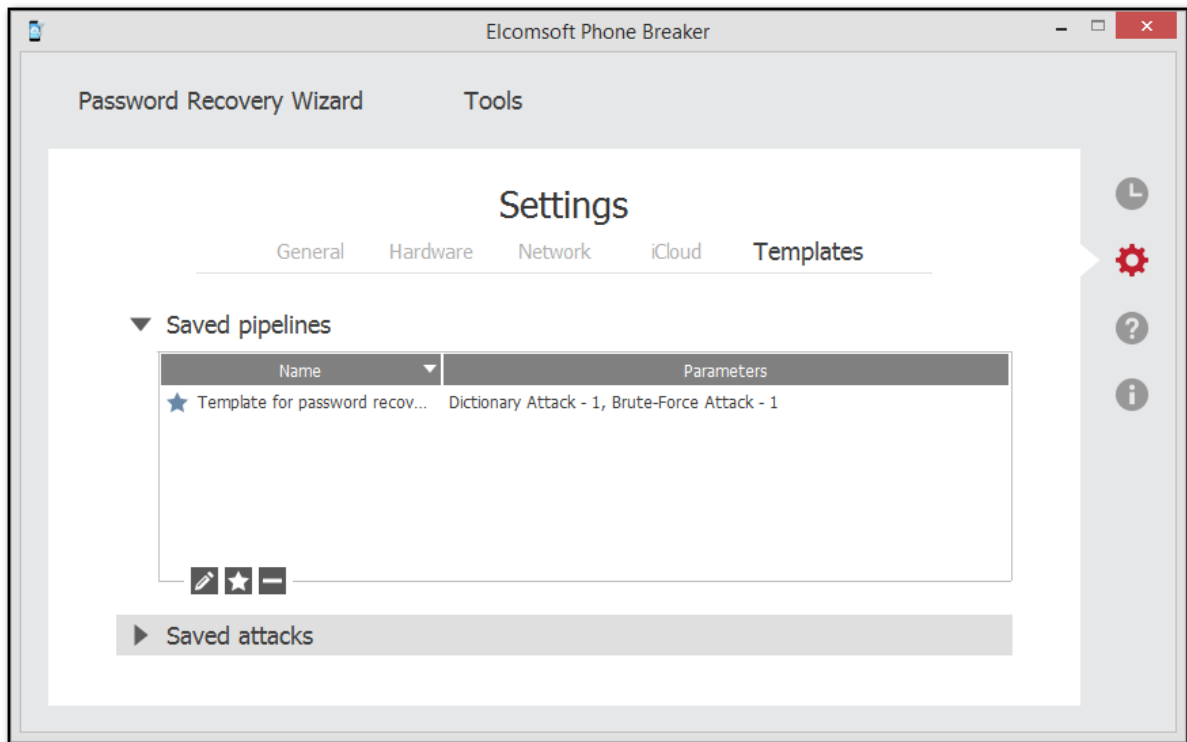 Elcomsoft Phone Breaker
Password Recovery Wizard Tools
Settings
General Hardware Network iCloud Templates
Saved pipelines
Name Parameters
Template for password recov... Dictionary Attack - 1, Brute-Force Attack - 1
Saved attacks